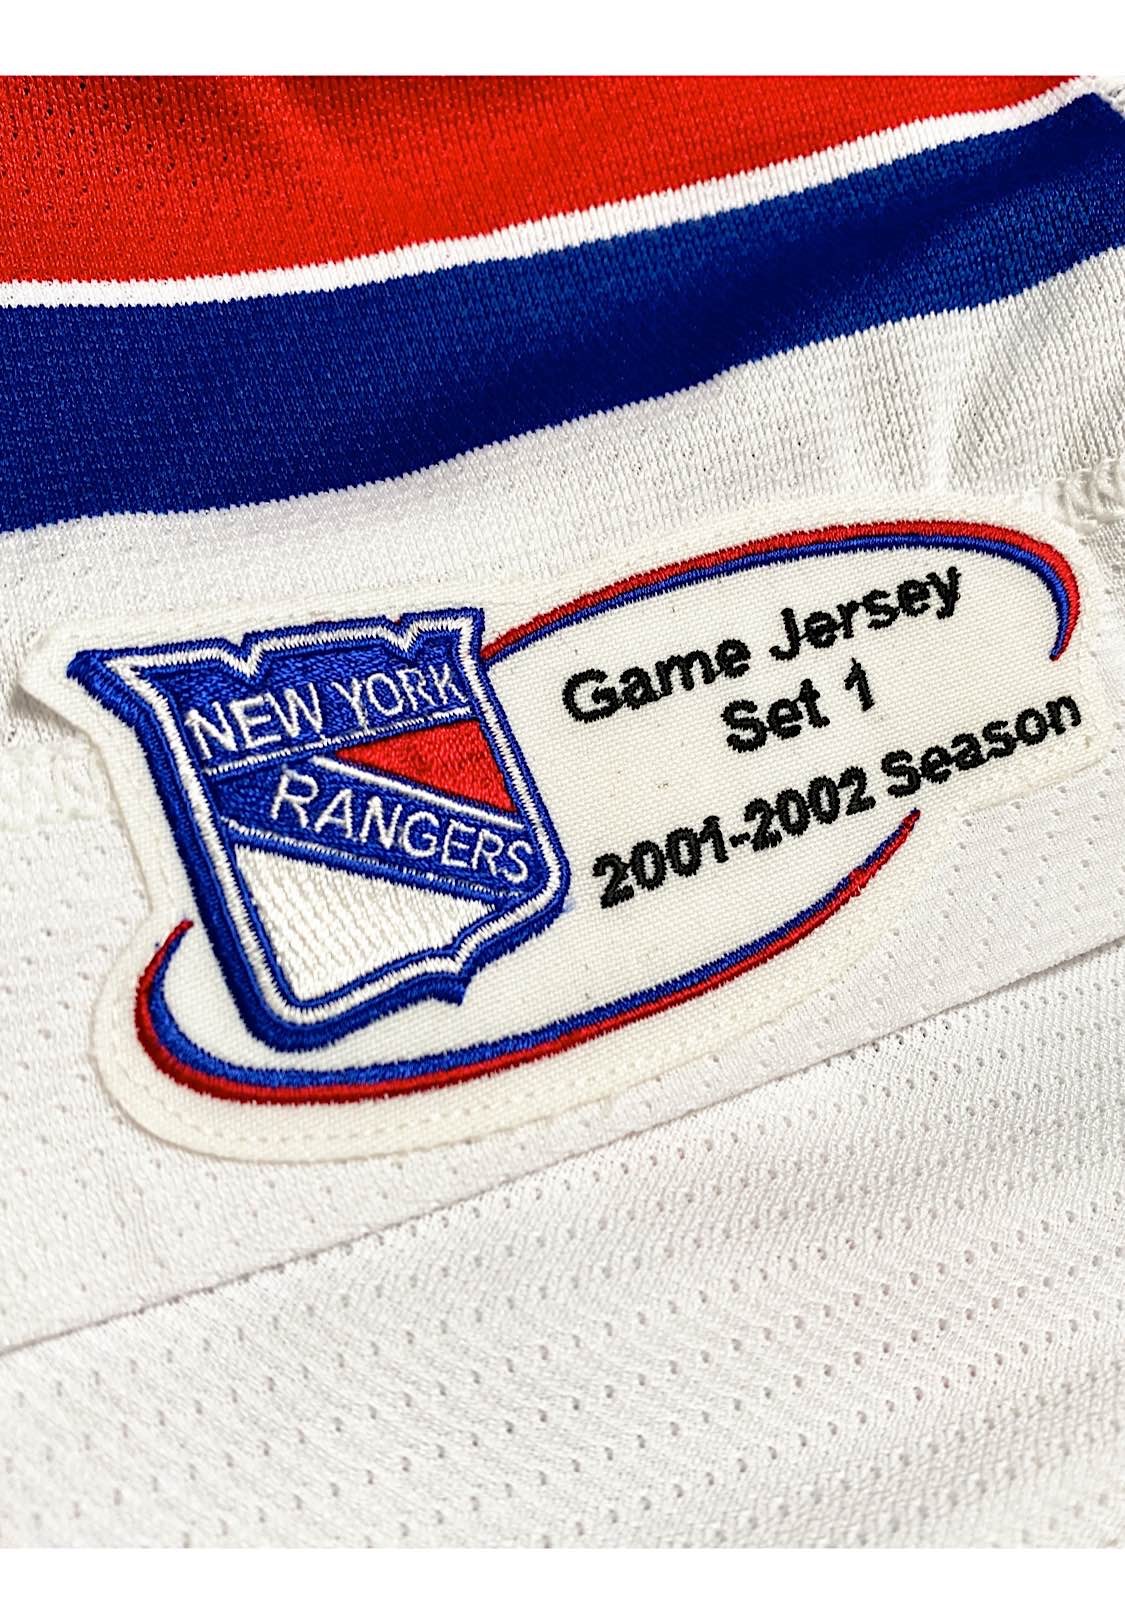 NEW YORK
RANGERS
Game Jersey
Set 1
2001-2002 Season